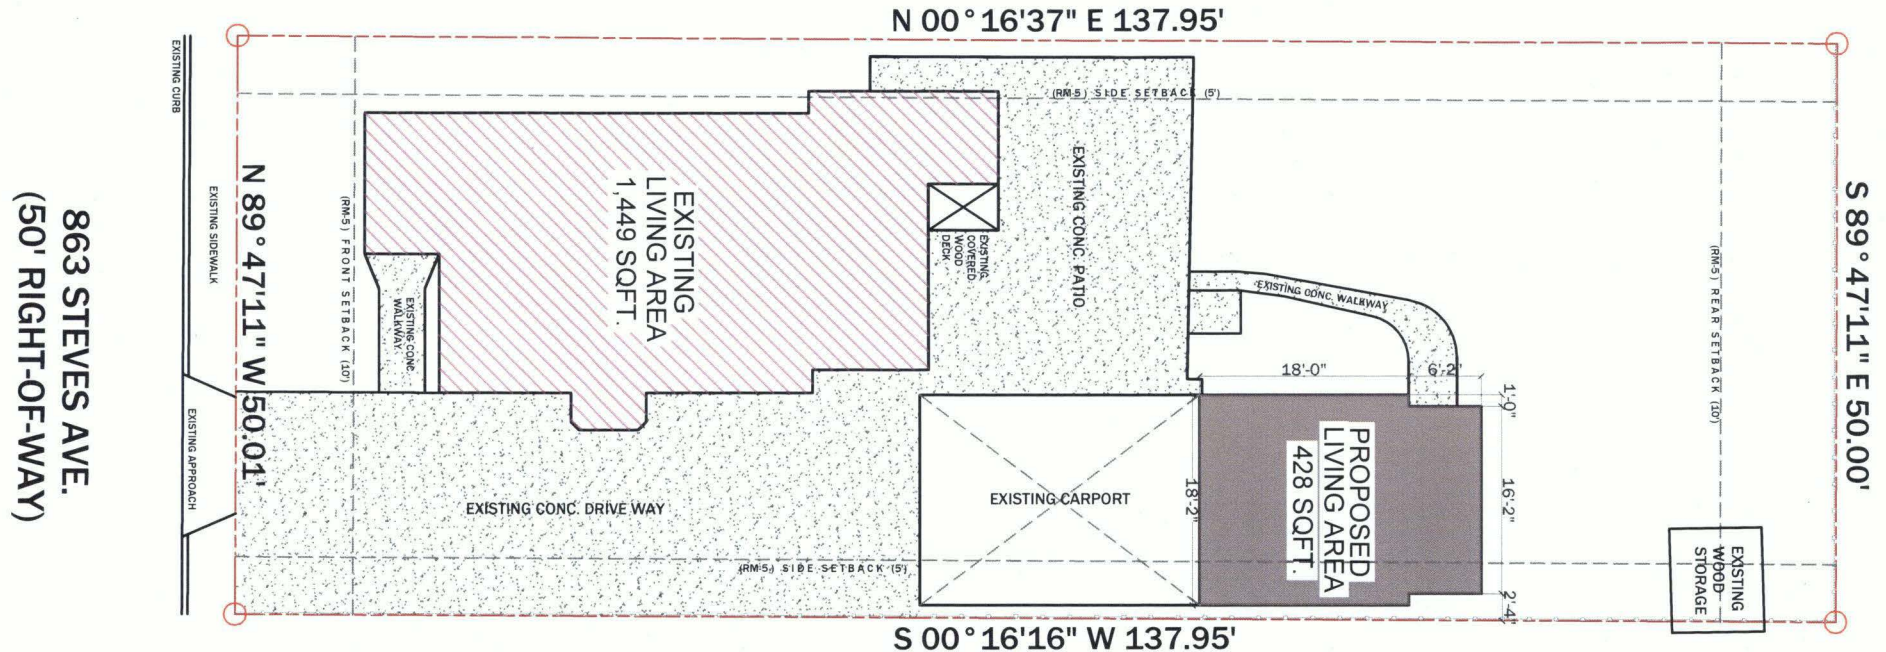 N 00°16'37" E 137.95'
EXISTING CURB
(RM-5) SIDE SETBACK (5')
863 STEVES AVE.
(50' RIGHT-OF-WAY)
EXISTING SIDEWALK
N 89°47'11" W 50.01'
(RM-5) FRONT SETBACK (10')
EXISTING
LIVING AREA
1,449 SQFT.
EXISTING
COVERED
WOOD
DECK
EXISTING CONC. PATIO
EXISTING CONC. WALKWAY
EXISTING CONC.
WALKWAY
(RM-5) REAR SETBACK (10')
S 89°47'11" E 50.00'
18'-0"
6'-2"
1'-0"
EXISTING APPROACH
EXISTING CONC. DRIVE WAY
EXISTING CARPORT
18'-2"
PROPOSED
LIVING AREA
428 SQFT.
16'-2"
(RM-5) SIDE SETBACK (5')
EXISTING
WOOD
STORAGE
2'-4"
S 00°16'16" W 137.95'